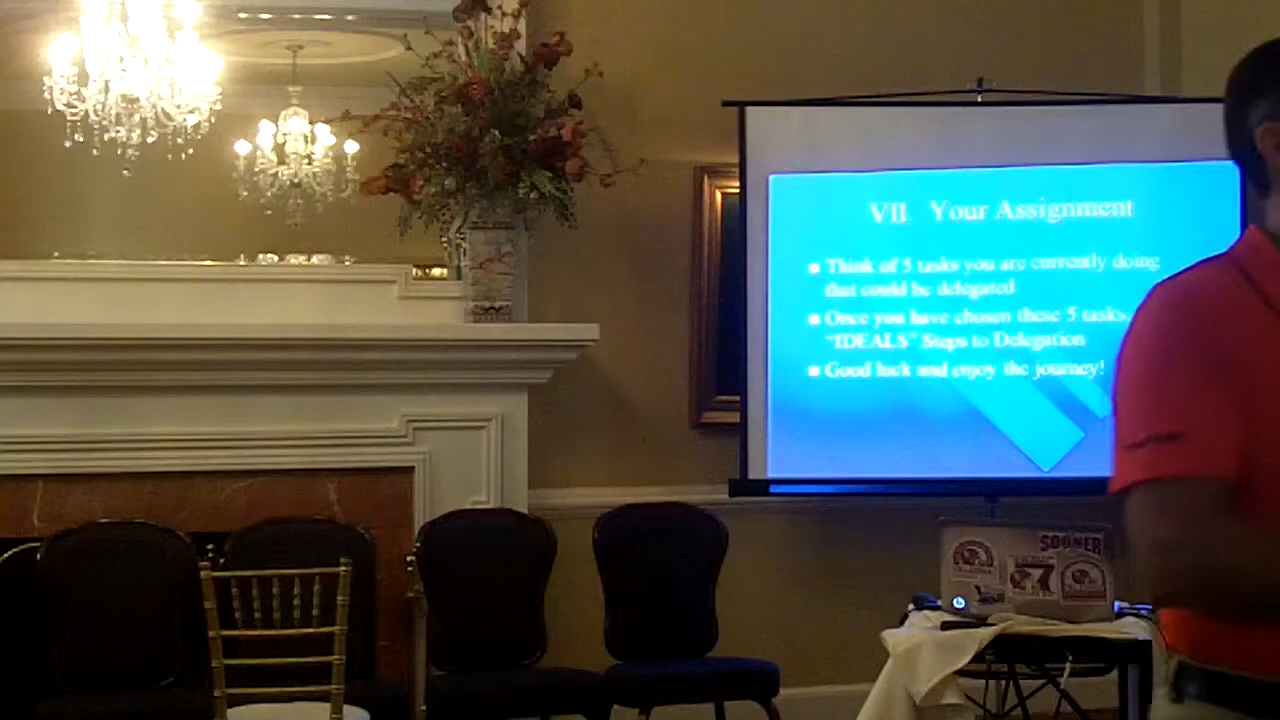 VII. Your Assignment
Think of 5 tasks you are currently doing
that could be delegated
Once you have chosen these 5 tasks,
"IDEALS" Steps to Delegation
Good luck and enjoy the journey!
SOONER